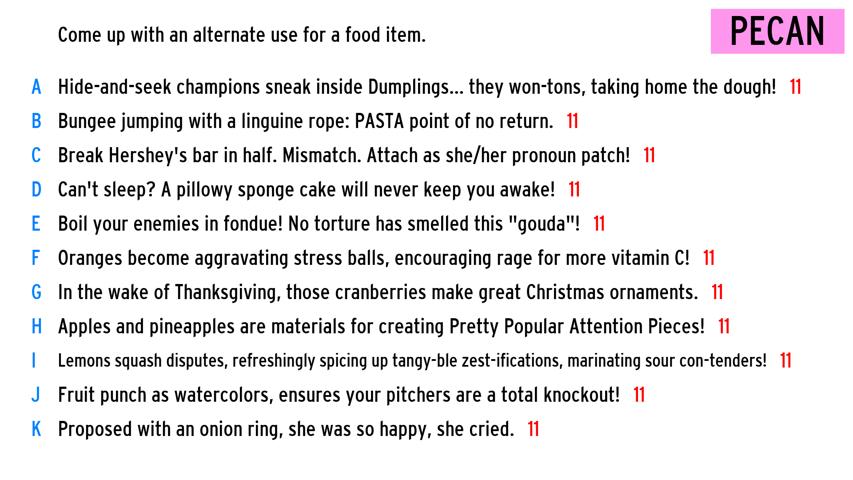 Come up with an alternate use for a food item.
PECAN
A Hide-and-seek champions sneak inside Dumplings... they won-tons, taking home the dough! 11
B Bungee jumping with a linguine rope: PASTA point of no return. 11
C Break Hershey's bar in half. Mismatch. Attach as she/her pronoun patch! 11
D Can't sleep? A pillowy sponge cake will never keep you awake! 11
E Boil your enemies in fondue! No torture has smelled this "gouda"! 11
F Oranges become aggravating stress balls, encouraging rage for more vitamin C! 11
G In the wake of Thanksgiving, those cranberries make great Christmas ornaments. 11
H Apples and pineapples are materials for creating Pretty Popular Attention Pieces! 11
I Lemons squash disputes, refreshingly spicing up tangy-ble zest-ifications, marinating sour con-tenders! 11
J Fruit punch as watercolors, ensures your pitchers are a total knockout! 11
K Proposed with an onion ring, she was so happy, she cried. 11